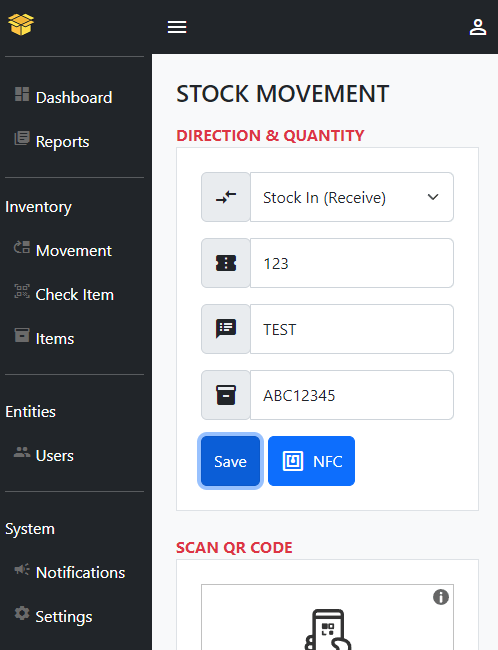 Dashboard
Reports
Inventory
Movement
Check Item
Items
Entities
Users
System
Notifications
Settings
STOCK MOVEMENT
DIRECTION & QUANTITY
Stock In (Receive)
123
TEST
ABC12345
Save
NFC
SCAN QR CODE